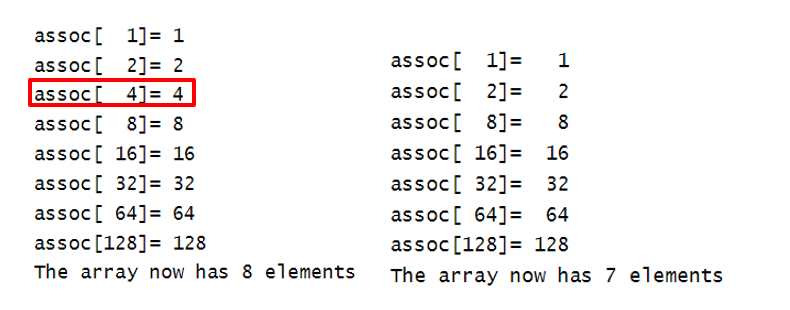 assoc[  1]= 1
assoc[  2]= 2
assoc[  4]= 4
assoc[  8]= 8
assoc[ 16]= 16
assoc[ 32]= 32
assoc[ 64]= 64
assoc[128]= 128
The array now has 8 elements
assoc[  1]=   1
assoc[  2]=   2
assoc[  8]=   8
assoc[ 16]=  16
assoc[ 32]=  32
assoc[ 64]=  64
assoc[128]= 128
The array now has 7 elements